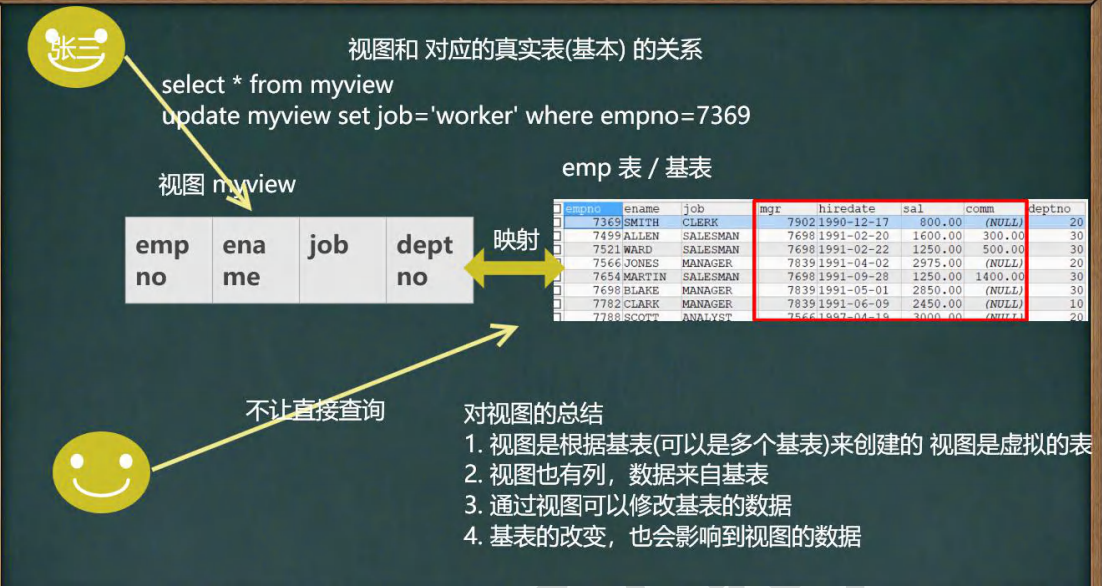 张三
视图和 对应的真实表(基本) 的关系
select * from myview
update myview set job='worker' where empno=7369
emp 表 / 基表
视图 myview
empno ename job mgr hiredate sal comm deptno
7369 SMITH CLERK 7902 1990-12-17 800.00 (NULL) 20
7499 ALLEN SALESMAN 7698 1991-02-20 1600.00 300.00 30
7521 WARD SALESMAN 7698 1991-02-22 1250.00 500.00 30
7566 JONES MANAGER 7839 1991-04-02 2975.00 (NULL) 20
7654 MARTIN SALESMAN 7698 1991-09-28 1250.00 1400.00 30
7698 BLAKE MANAGER 7839 1991-05-01 2850.00 (NULL) 30
7782 CLARK MANAGER 7839 1991-06-09 2450.00 (NULL) 10
7788 SCOTT ANALYST 7566 1997-04-19 3000.00 (NULL) 20
emp ena job dept
no me no
映射
不让直接查询
对视图的总结
1. 视图是根据基表(可以是多个基表)来创建的 视图是虚拟的表
2. 视图也有列，数据来自基表
3. 通过视图可以修改基表的数据
4. 基表的改变，也会影响到视图的数据